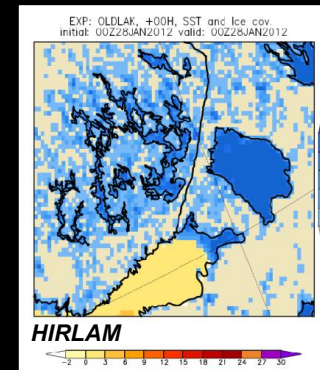 EXP: OLDLAK, +00H, SST and Ice cov.
initial: 00Z28JAN2012 valid: 00Z28JAN2012
HIRLAM
-2 0 3 6 9 12 15 18 21 24 27 30